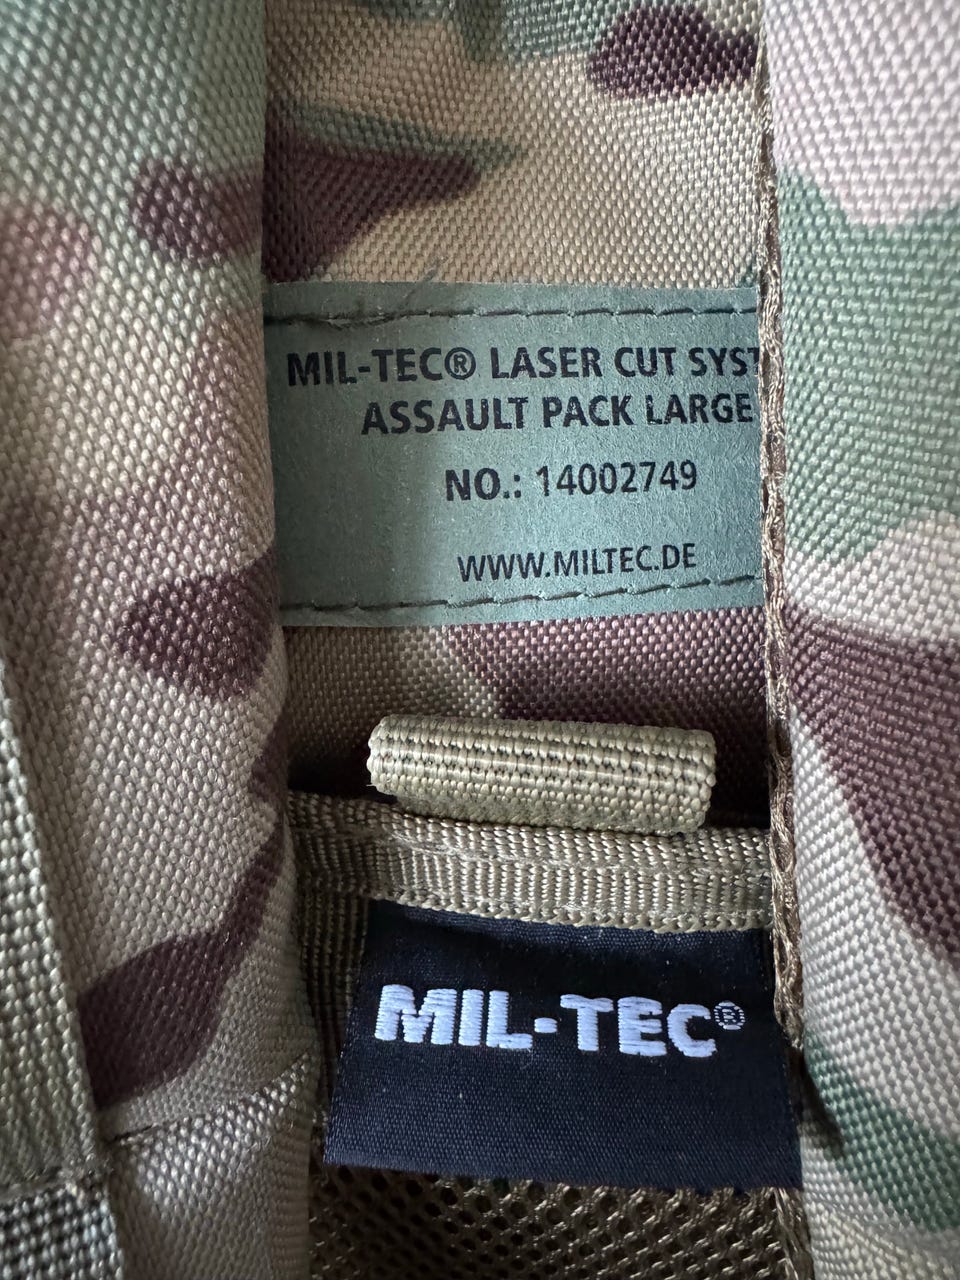 MIL-TEC® LASER CUT SYST
ASSAULT PACK LARGE
NO.: 14002749
WWW.MILTEC.DE
MIL-TEC®